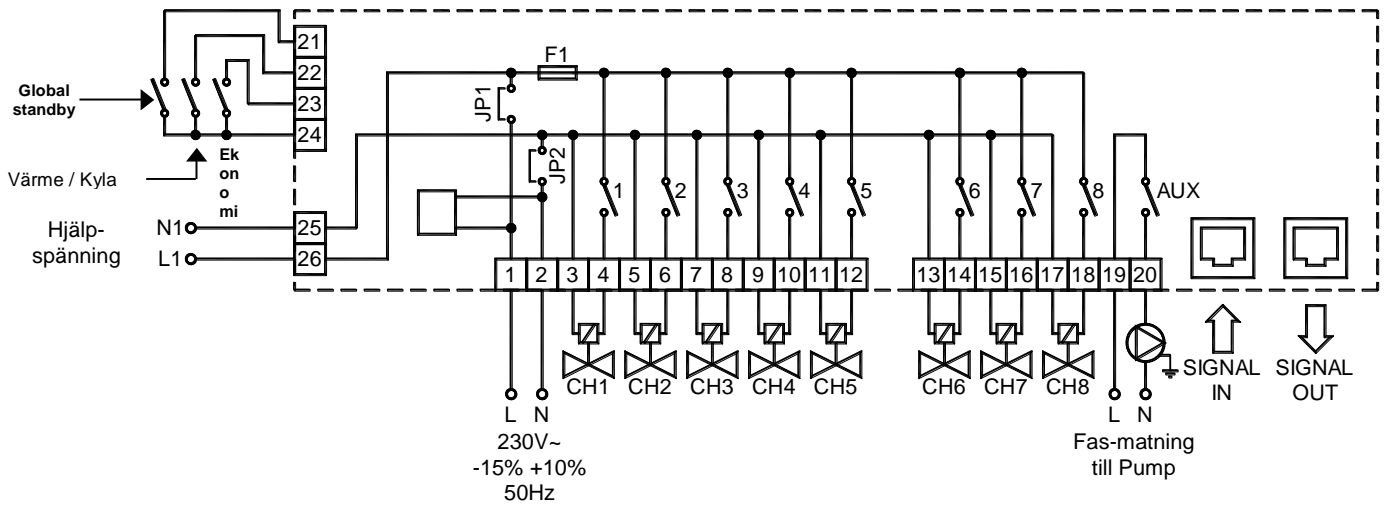 21
22
23
24
Global
standby
Värme / Kyla
Ek
on
o
mi
Hjälp-
spänning
N1
L1
25
26
F1
JP1
JP2
1
2
3
4
5
6
7
8
AUX
1 2 3 4 5 6 7 8 9 10 11 12
13 14 15 16 17 18 19 20
CH1 CH2 CH3 CH4 CH5
CH6 CH7 CH8
SIGNAL
IN
SIGNAL
OUT
L N
230V~
-15% +10%
50Hz
L N
Fas-matning
till Pump